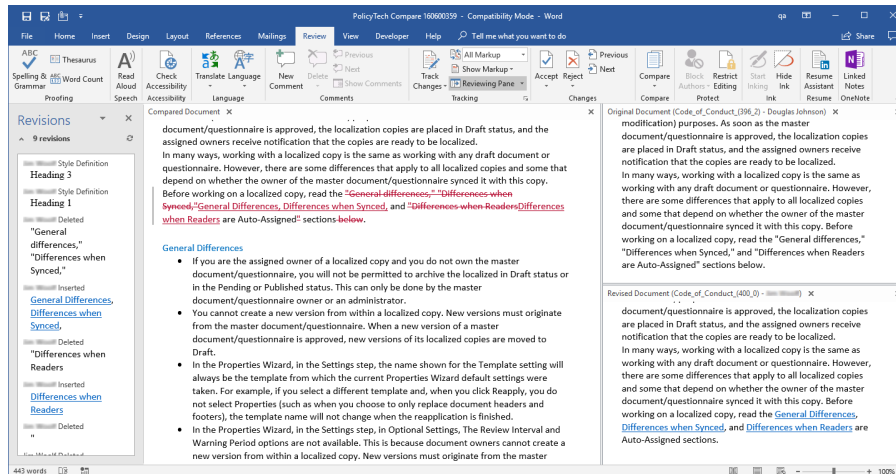 PolicyTech Compare 160600359 - Compatibility Mode - Word
qa
File Home Insert Design Layout References Mailings Review View Developer Help Tell me what you want to do Share
ABC Spelling & Grammar
Thesaurus
ABC 123 Word Count
Proofing
Read Aloud
Speech
Check Accessibility
Accessibility
Translate Language
Language
New Comment
Delete
Previous
Next
Show Comments
Comments
Track Changes
All Markup
Show Markup
Reviewing Pane
Tracking
Accept Reject
Previous
Next
Changes
Compare
Compare
Block Authors
Restrict Editing
Protect
Start Inking
Hide Ink
Ink
Resume Assistant
Resume
Linked Notes
OneNote
Revisions
9 revisions
Style Definition
Heading 3
Style Definition
Heading 1
Deleted
"General
differences,"
"Differences when
Synced,"
Inserted
General Differences,
Differences when
Synced,
Deleted
"Differences when
Readers
Inserted
Differences when
Readers
Deleted
"
Compared Document
document/questionnaire is approved, the localization copies are placed in Draft status, and the
assigned owners receive notification that the copies are ready to be localized.
In many ways, working with a localized copy is the same as working with any draft document or
questionnaire. However, there are some differences that apply to all localized copies and some that
depend on whether the owner of the master document/questionnaire synced it with this copy.
Before working on a localized copy, read the "General differences," "Differences when
Synced,"General Differences, Differences when Synced, and "Differences when ReadersDifferences
when Readers are Auto-Assigned" sections below.
General Differences
• If you are the assigned owner of a localized copy and you do not own the master
document/questionnaire, you will not be permitted to archive the localized in Draft status or
in the Pending or Published status. This can only be done by the master
document/questionnaire owner or an administrator.
• You cannot create a new version from within a localized copy. New versions must originate
from the master document/questionnaire. When a new version of a master
document/questionnaire is approved, new versions of its localized copies are moved to
Draft.
• In the Properties Wizard, in the Settings step, the name shown for the Template setting will
always be the template from which the current Properties Wizard default settings were
taken. For example, if you select a different template and, when you click Reapply, you do
not select Properties (such as when you choose to only replace document headers and
footers), the template name will not change when the reapplication is finished.
• In the Properties Wizard, in the Settings step, in Optional Settings, The Review Interval and
Warning Period options are not available. This is because document owners cannot create a
new version from within a localized copy. New versions must originate from the master
Original Document (Code_of_Conduct_(396_2) - Douglas Johnson)
modification) purposes. As soon as the master
document/questionnaire is approved, the localization copies
are placed in Draft status, and the assigned owners receive
notification that the copies are ready to be localized.
In many ways, working with a localized copy is the same as
working with any draft document or questionnaire. However,
there are some differences that apply to all localized copies
and some that depend on whether the owner of the master
document/questionnaire synced it with this copy. Before
working on a localized copy, read the "General differences,"
"Differences when Synced," and "Differences when Readers
are Auto-Assigned" sections below.
Revised Document (Code_of_Conduct_(400_0) -
document/questionnaire is approved, the localization copies
are placed in Draft status, and the assigned owners receive
notification that the copies are ready to be localized.
In many ways, working with a localized copy is the same as
working with any draft document or questionnaire. However,
there are some differences that apply to all localized copies
and some that depend on whether the owner of the master
document/questionnaire synced it with this copy. Before
working on a localized copy, read the General Differences,
Differences when Synced, and Differences when Readers are
Auto-Assigned sections.
443 words
100%